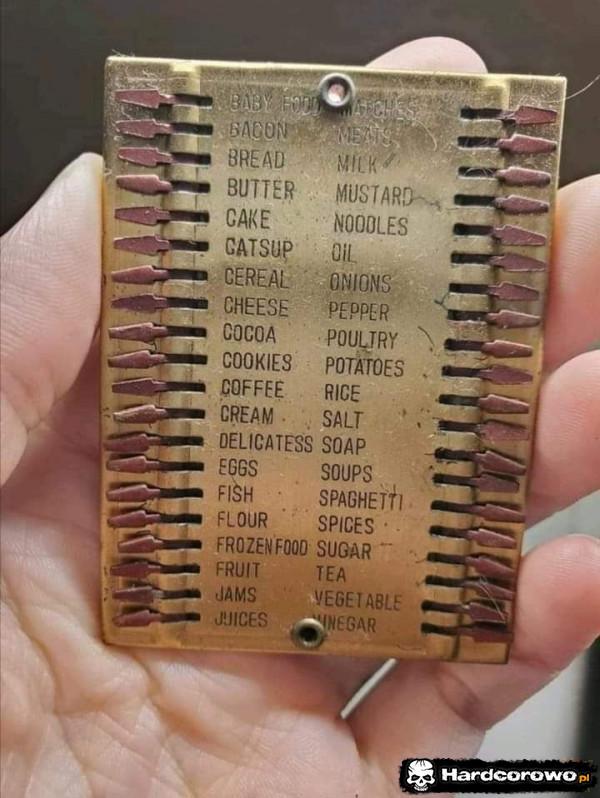 BABY FOOD MATCHES
BACON MEATS
BREAD MILK
BUTTER MUSTARD
CAKE NOODLES
CATSUP OIL
CEREAL ONIONS
CHEESE PEPPER
COCOA POULTRY
COOKIES POTATOES
COFFEE RICE
CREAM SALT
DELICATESS SOAP
EGGS SOUPS
FISH SPAGHETTI
FLOUR SPICES
FROZEN FOOD SUGAR
FRUIT TEA
JAMS VEGETABLE
JUICES VINEGAR
Hardcorowo.pl